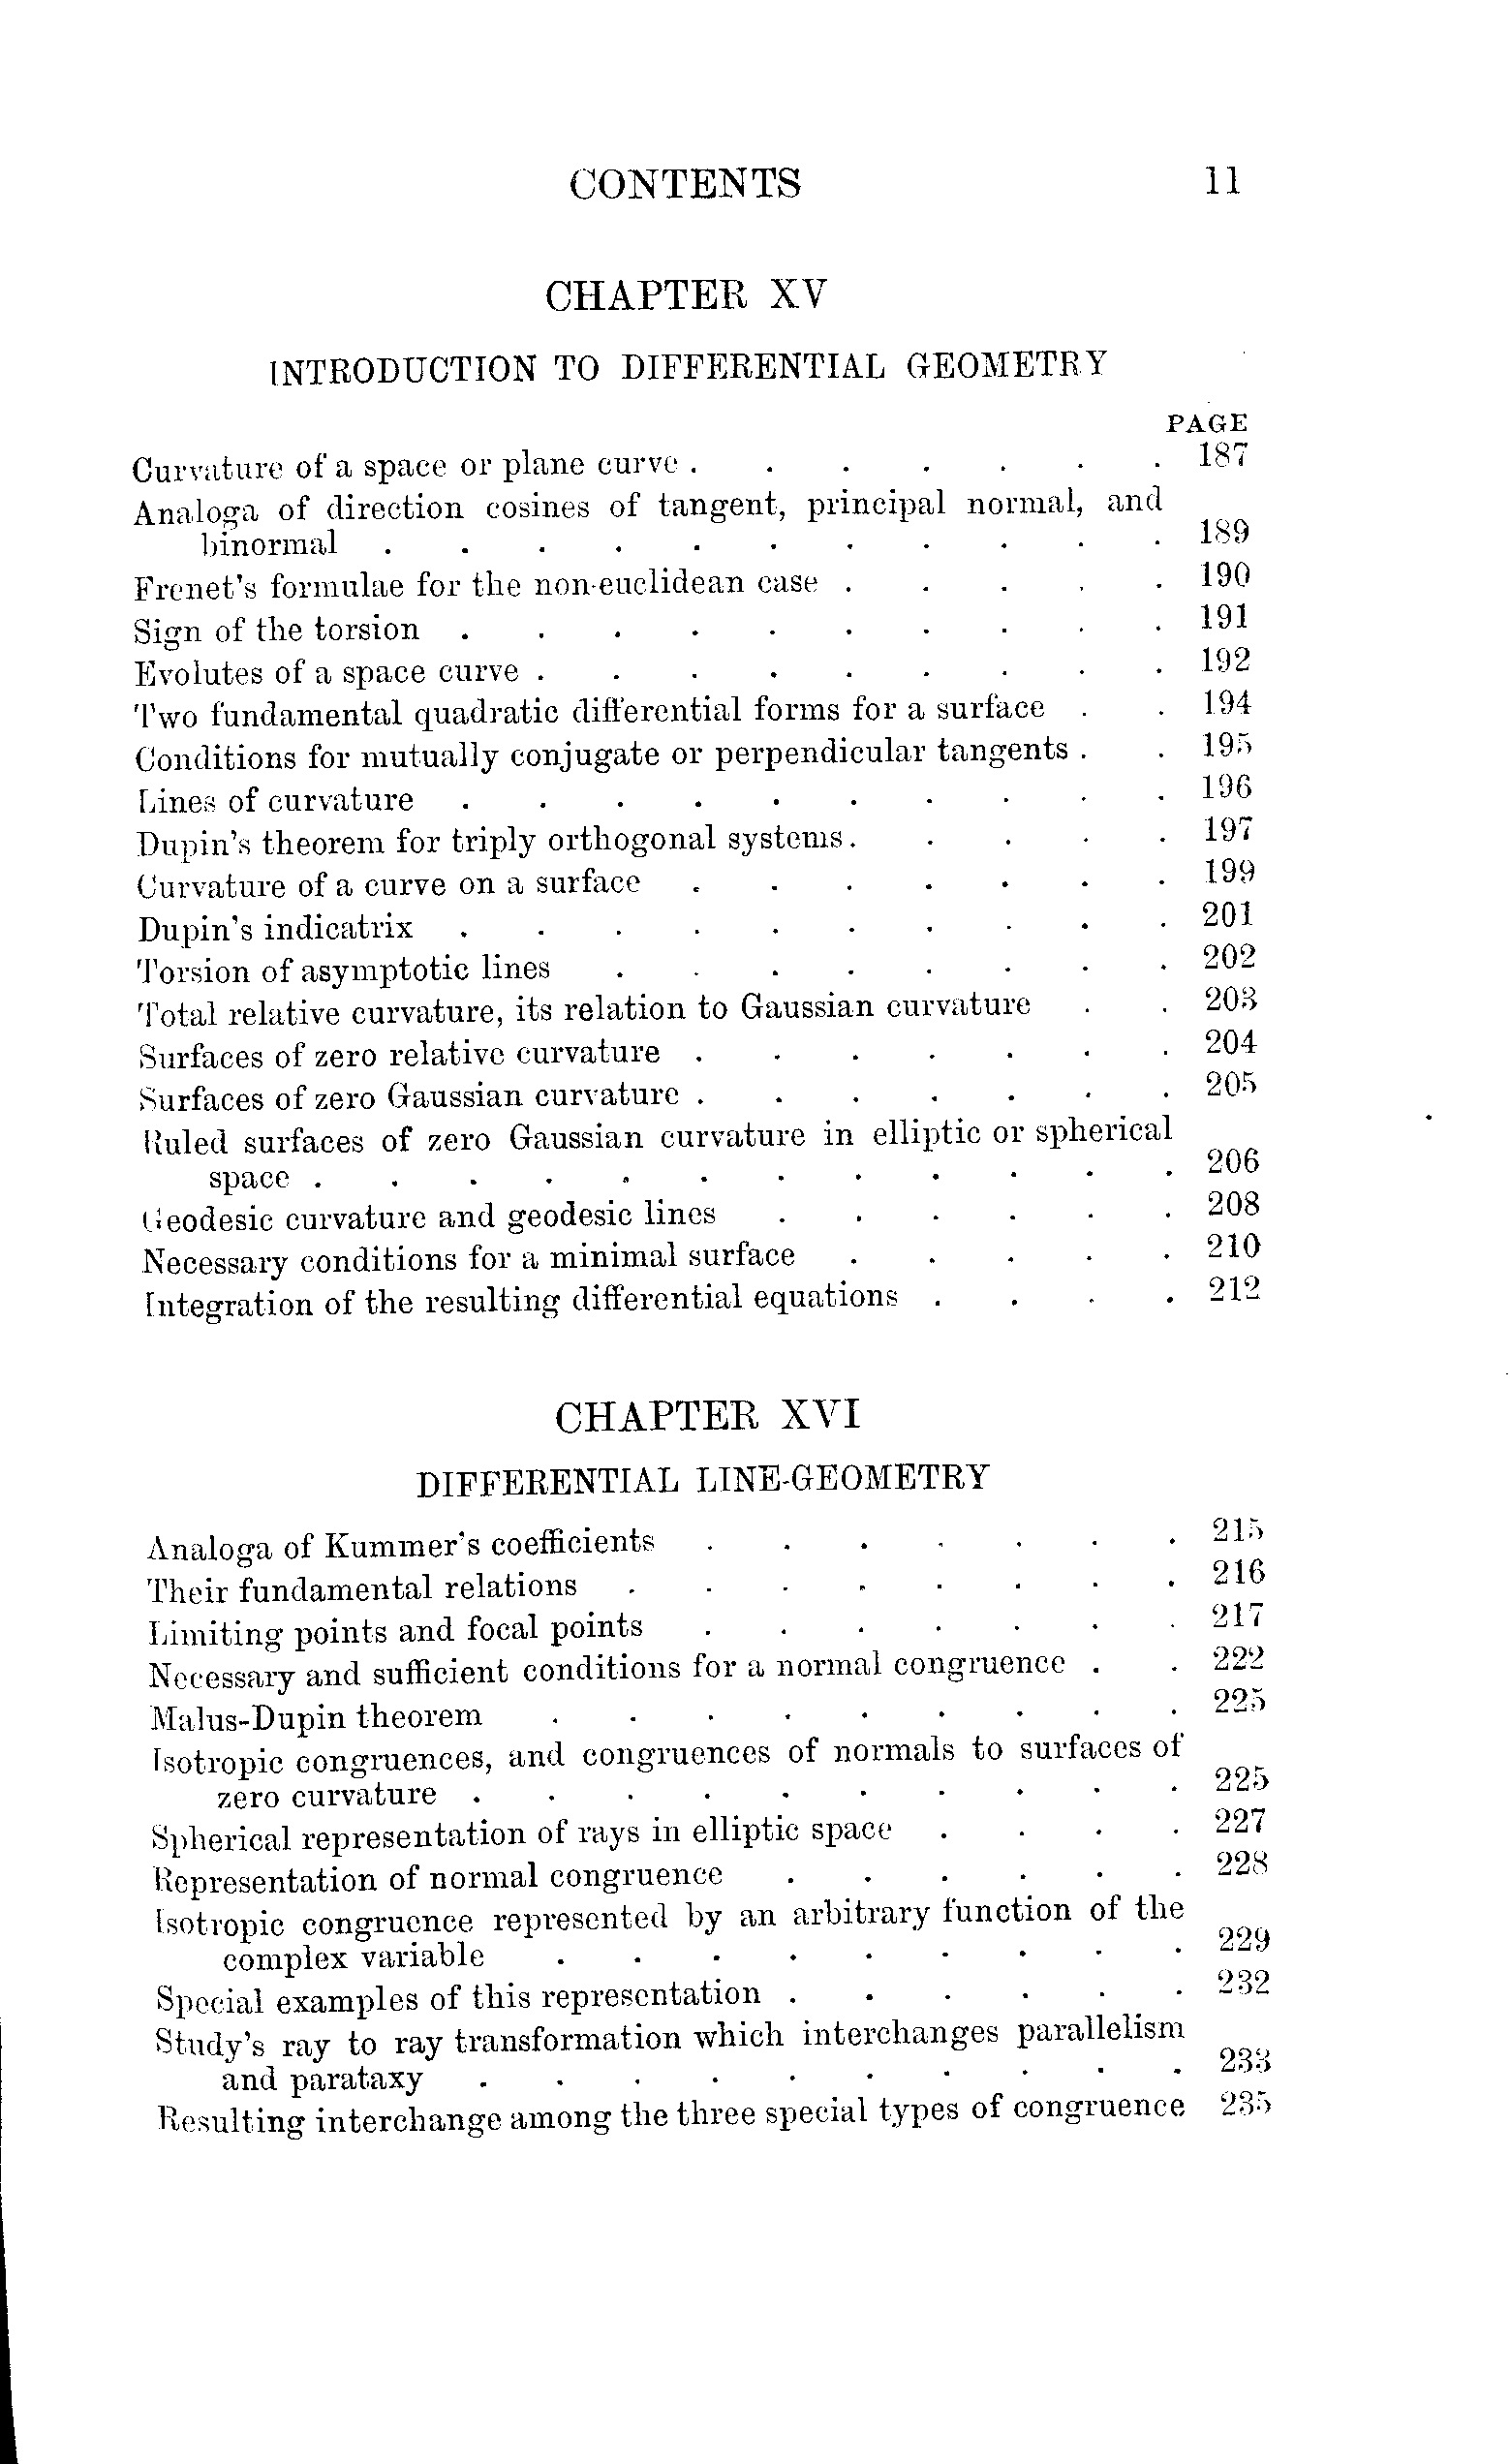 CONTENTS 11
CHAPTER XV
INTRODUCTION TO DIFFERENTIAL GEOMETRY
PAGE
Curvature of a space or plane curve . . . . . . . 187
Analoga of direction cosines of tangent, principal normal, and
binormal . . . . . . . . . . . 189
Frenet's formulae for the non-euclidean case . . . . . 190
Sign of the torsion . . . . . . . . . . 191
Evolutes of a space curve . . . . . . . . . 192
Two fundamental quadratic differential forms for a surface . . 194
Conditions for mutually conjugate or perpendicular tangents . . 195
Lines of curvature . . . . . . . . . . 196
Dupin's theorem for triply orthogonal systems . . . . . 197
Curvature of a curve on a surface . . . . . . . 199
Dupin's indicatrix . . . . . . . . . . 201
Torsion of asymptotic lines . . . . . . . . 202
Total relative curvature, its relation to Gaussian curvature . . 203
Surfaces of zero relative curvature . . . . . . . 204
Surfaces of zero Gaussian curvature . . . . . . . 205
Ruled surfaces of zero Gaussian curvature in elliptic or spherical
space . . . . . . . . . . . . 206
Geodesic curvature and geodesic lines . . . . . . 208
Necessary conditions for a minimal surface . . . . . 210
Integration of the resulting differential equations . . . . 212
CHAPTER XVI
DIFFERENTIAL LINE-GEOMETRY
Analoga of Kummer's coefficients . . . . . . . 215
Their fundamental relations . . . . . . . . 216
Limiting points and focal points . . . . . . . 217
Necessary and sufficient conditions for a normal congruence . . 222
Malus-Dupin theorem . . . . . . . . . 225
Isotropic congruences, and congruences of normals to surfaces of
zero curvature . . . . . . . . . . 225
Spherical representation of rays in elliptic space . . . . 227
Representation of normal congruence . . . . . . 228
Isotropic congruence represented by an arbitrary function of the
complex variable . . . . . . . . . 229
Special examples of this representation . . . . . . 232
Study's ray to ray transformation which interchanges parallelism
and parataxy . . . . . . . . . . 233
Resulting interchange among the three special types of congruence 235